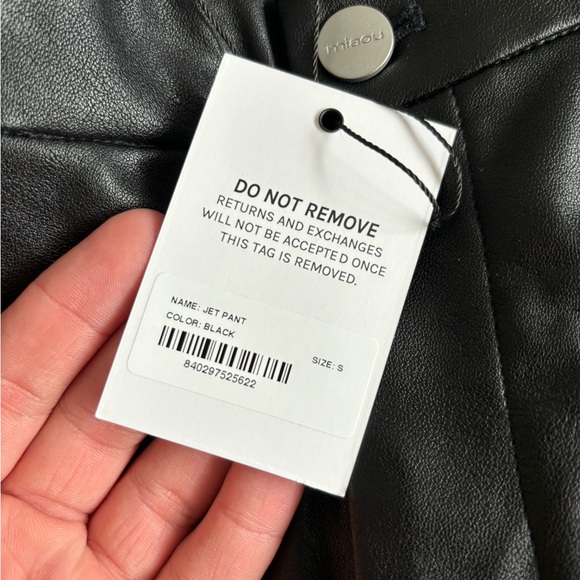 miaou
DO NOT REMOVE
RETURNS AND EXCHANGES
WILL NOT BE ACCEPTED ONCE
THIS TAG IS REMOVED.
NAME: JET PANT
COLOR: BLACK
SIZE: S
840297525622